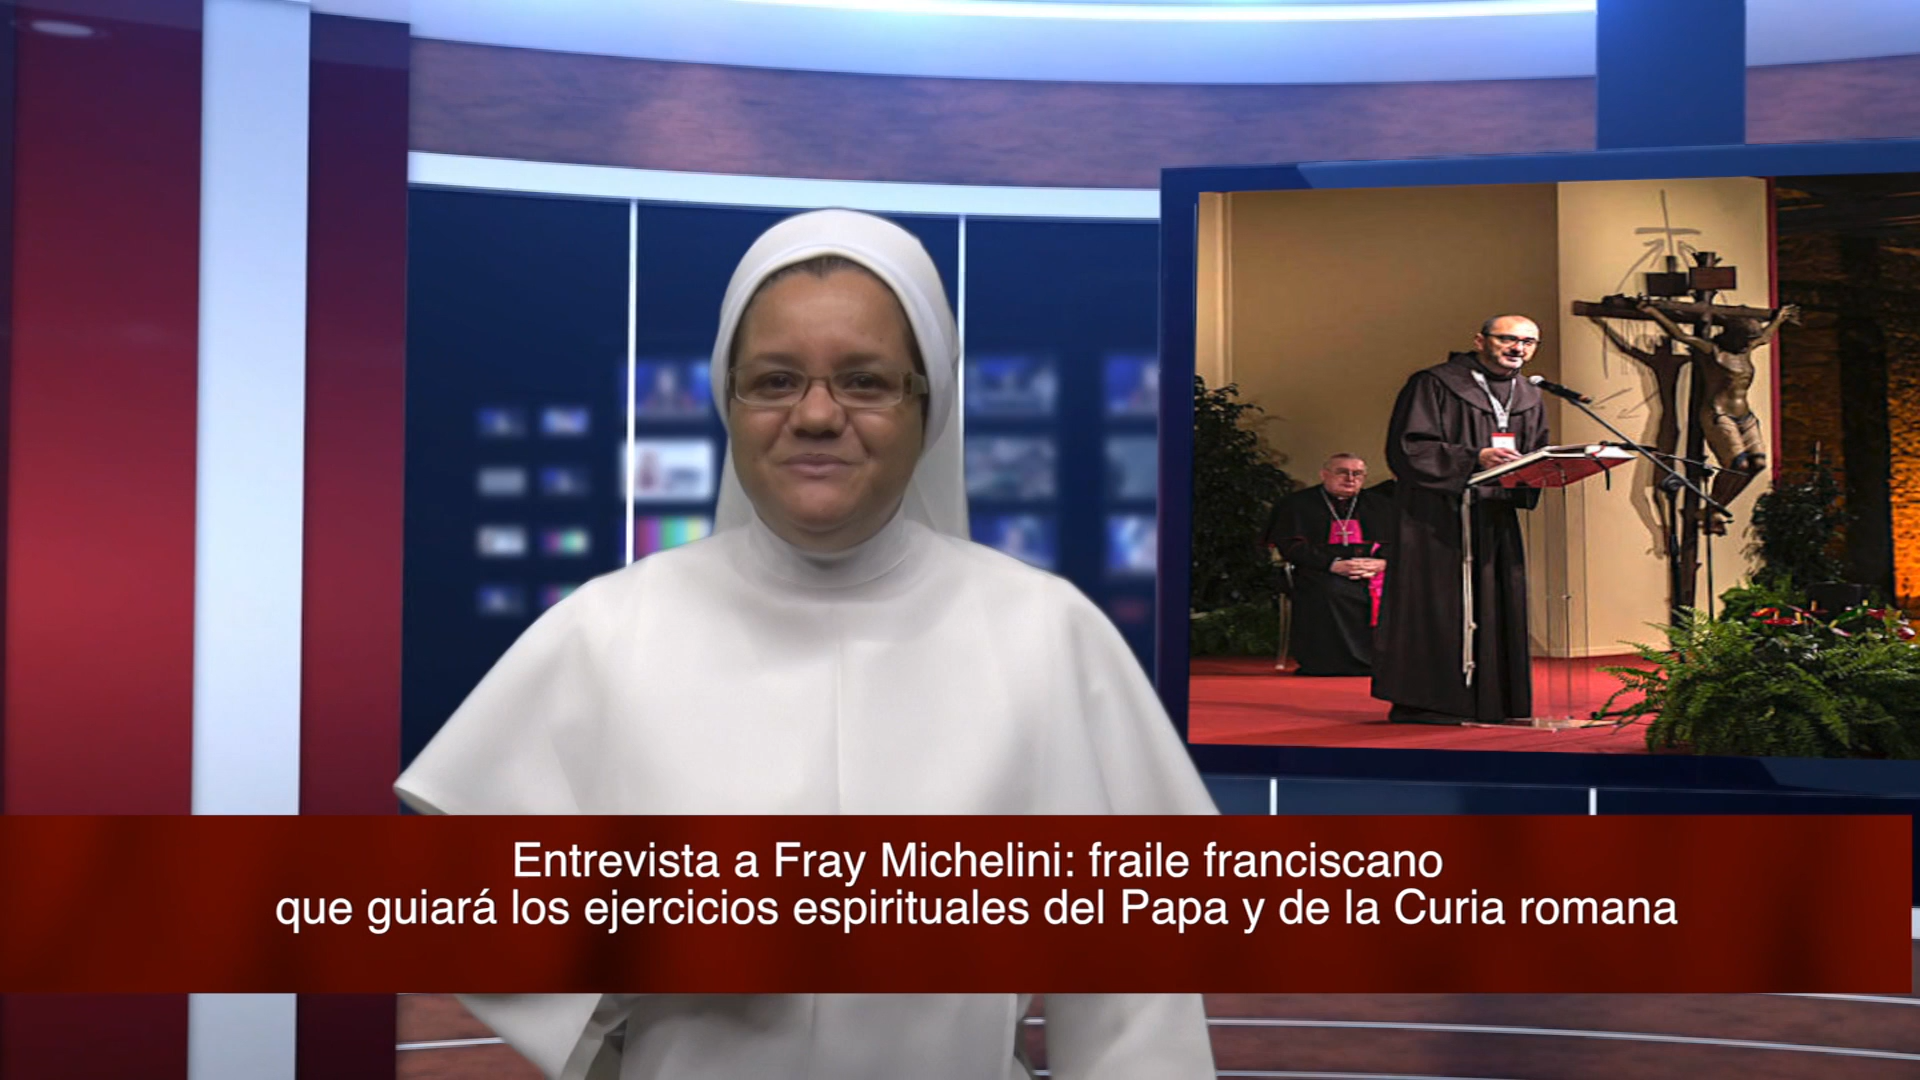 Entrevista a Fray Michelini: fraile franciscano
que guiará los ejercicios espirituales del Papa y de la Curia romana